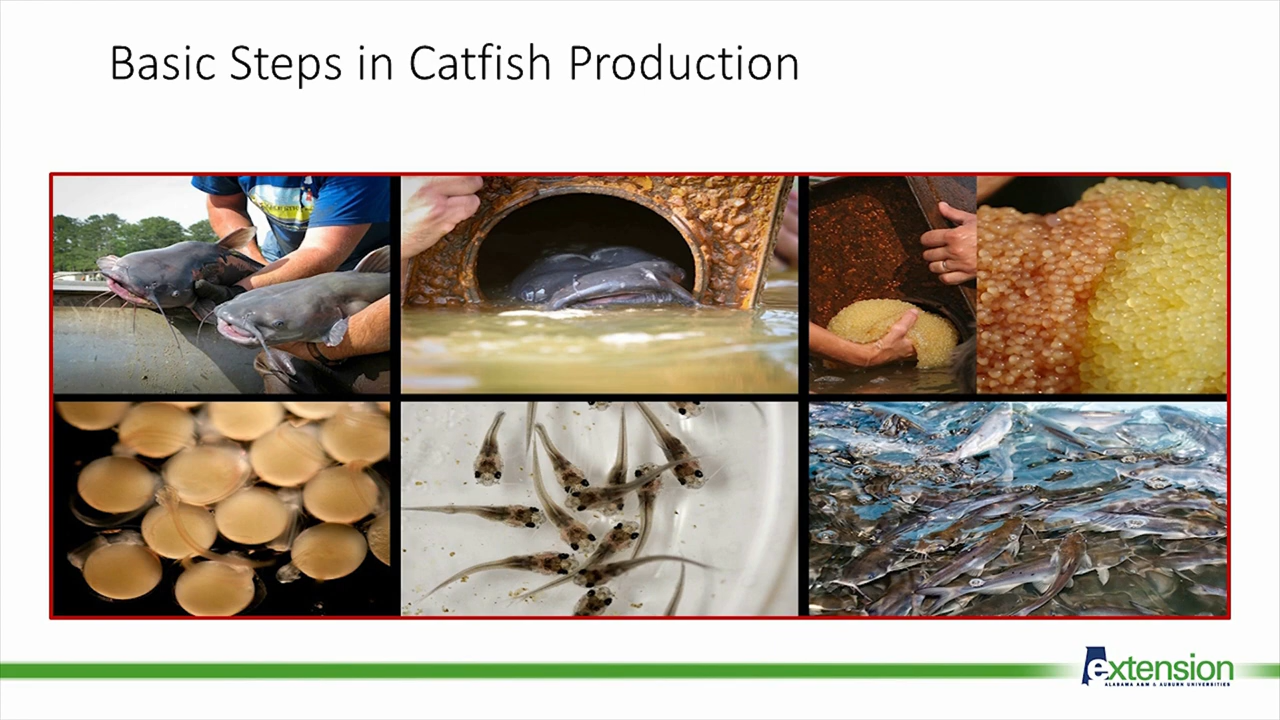 Basic Steps in Catfish Production
extension
ALABAMA A&M & AUBURN UNIVERSITIES